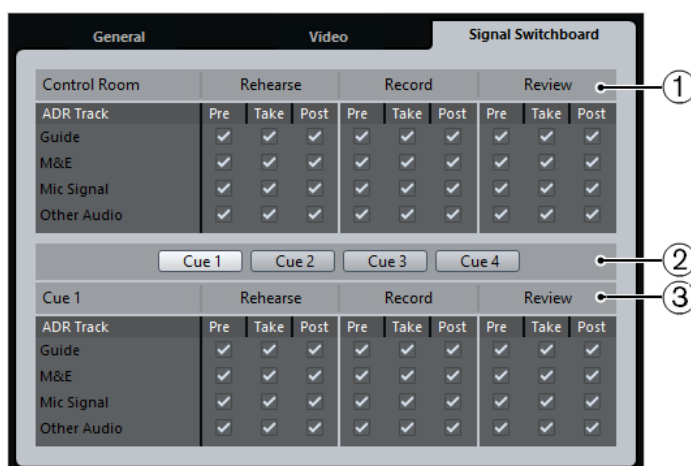 General Video Signal Switchboard
Control Room Rehearse Record Review 1
ADR Track Pre Take Post Pre Take Post Pre Take Post
Guide
M&E
Mic Signal
Other Audio
Cue 1 Cue 2 Cue 3 Cue 4 2
Cue 1 Rehearse Record Review 3
ADR Track Pre Take Post Pre Take Post Pre Take Post
Guide
M&E
Mic Signal
Other Audio